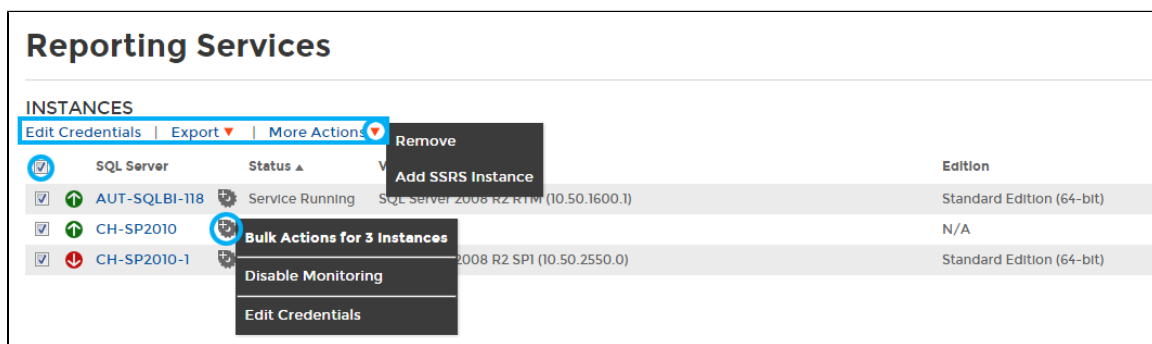 Reporting Services
INSTANCES
Edit Credentials | Export | More Actions
Remove
Add SSRS Instance
SQL Server Status V Edition
AUT-SQLBI-118 Service Running SQL Server 2008 R2 RTM (10.50.1600.1) Standard Edition (64-bit)
CH-SP2010 N/A
Bulk Actions for 3 Instances
CH-SP2010-1 2008 R2 SP1 (10.50.2550.0) Standard Edition (64-bit)
Disable Monitoring
Edit Credentials